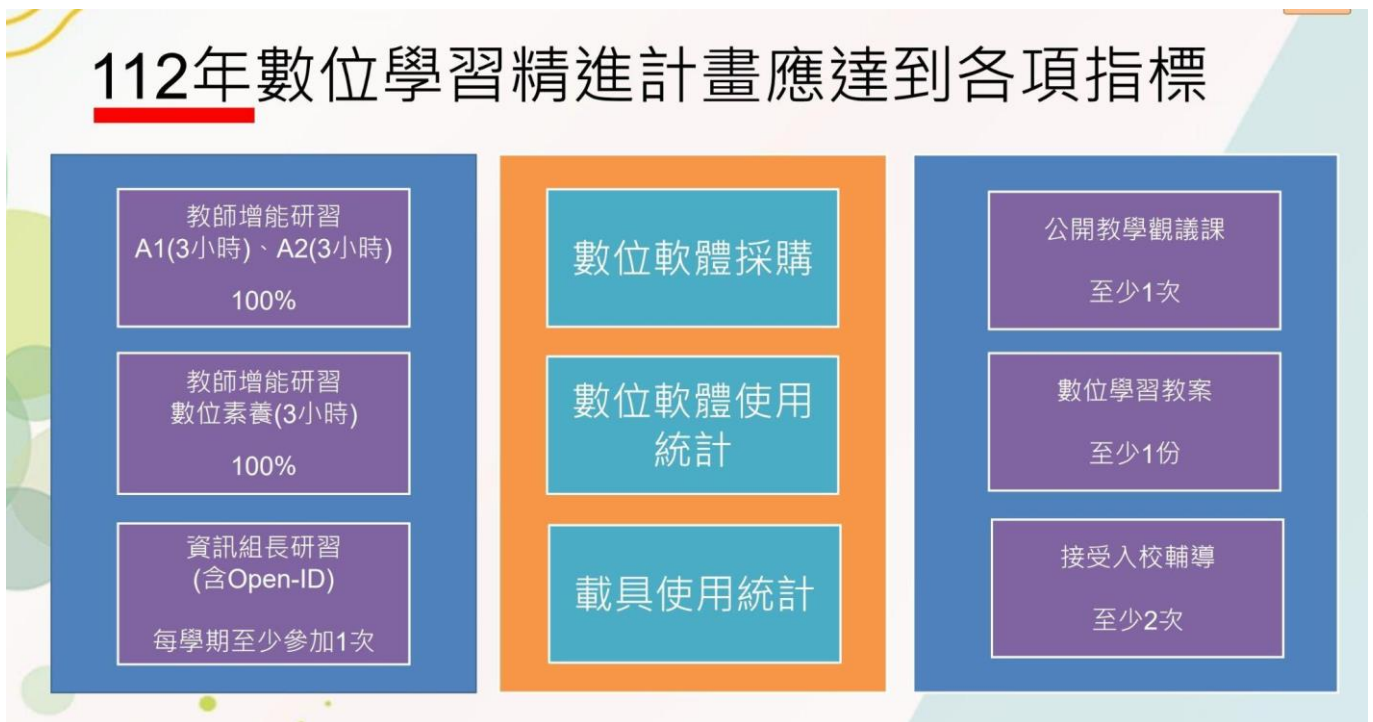 112年數位學習精進計畫應達到各項指標
教師增能研習
A1(3小時)、A2(3小時)
100%
教師增能研習
數位素養(3小時)
100%
資訊組長研習
(含Open-ID)
每學期至少參加1次
數位軟體採購
數位軟體使用
統計
載具使用統計
公開教學觀議課
至少1次
數位學習教案
至少1份
接受入校輔導
至少2次